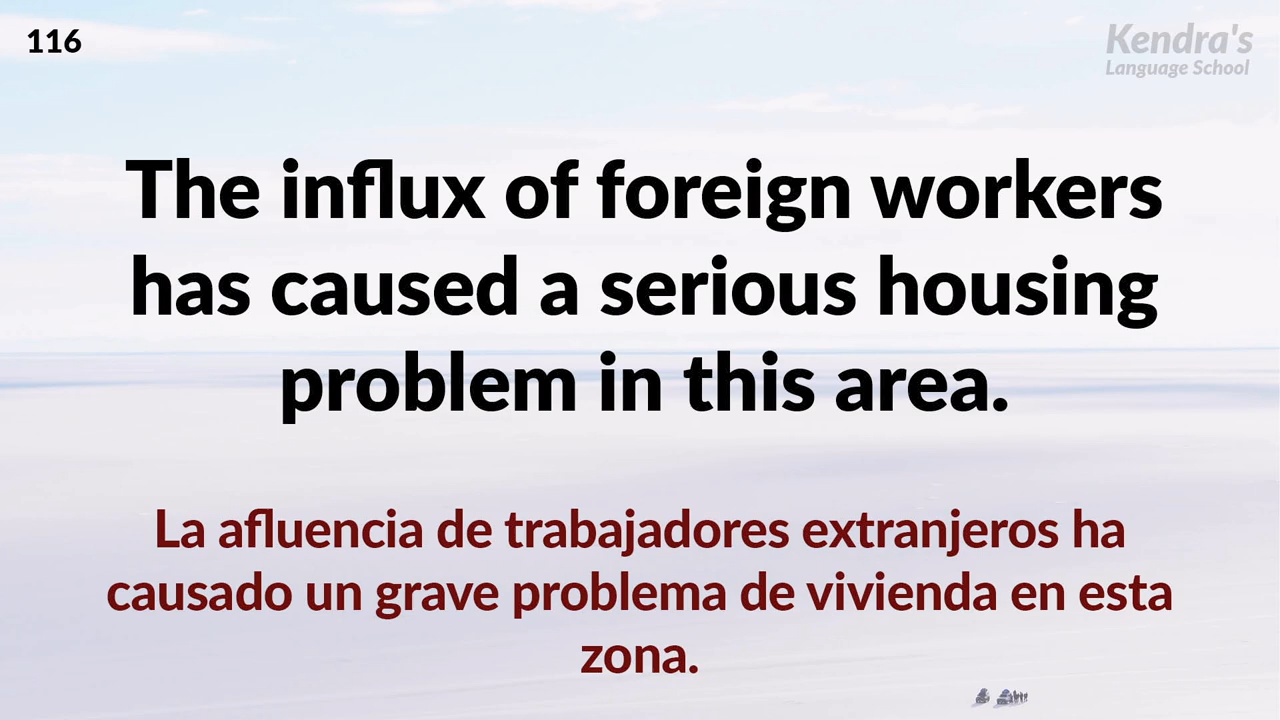 116
Kendra's
Language School
The influx of foreign workers
has caused a serious housing
problem in this area.
La afluencia de trabajadores extranjeros ha
causado un grave problema de vivienda en esta
zona.